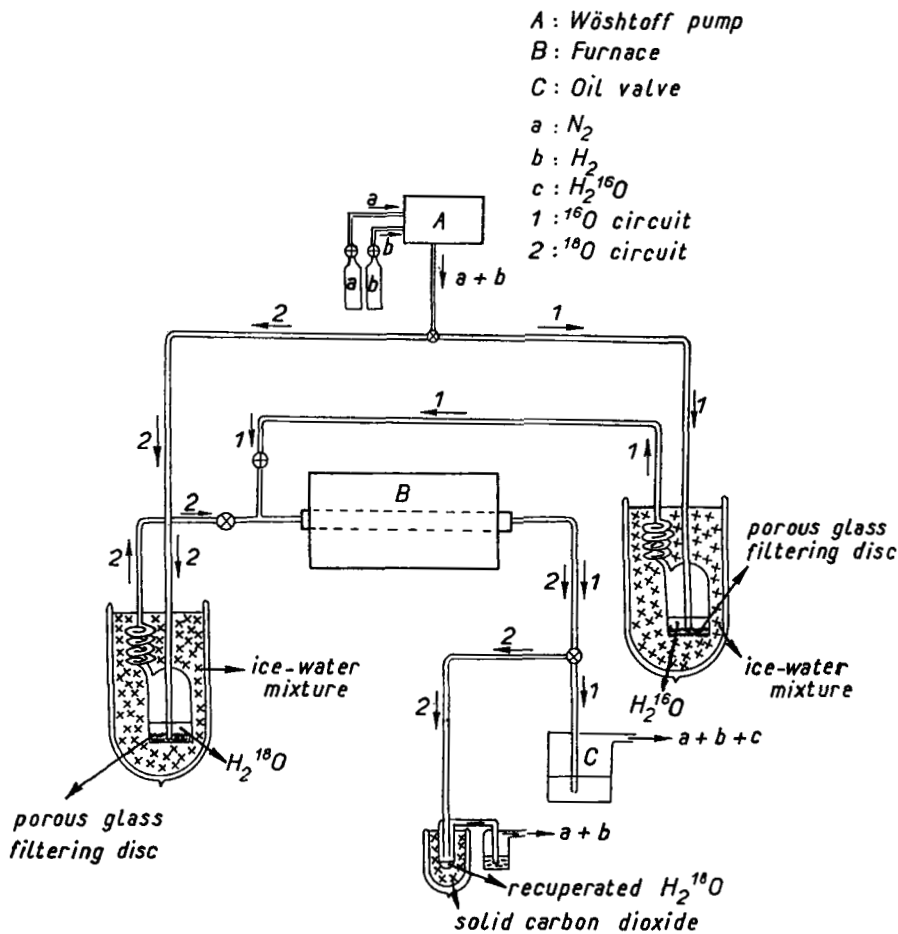 A : Wöshtoff pump
B : Furnace
C : Oil valve
a : N₂
b : H₂
c : H₂¹⁶O
1 : ¹⁶O circuit
2 : ¹⁸O circuit
a
A
b
a
b
a + b
2
1
2
1
1
1
1
2
B
2
2
2
1
porous glass
filtering disc
2
1
ice-water
mixture
ice-water
mixture
H₂¹⁶O
2
1
H₂¹⁸O
C
a + b + c
porous glass
filtering disc
a + b
recuperated H₂¹⁸O
solid carbon dioxide